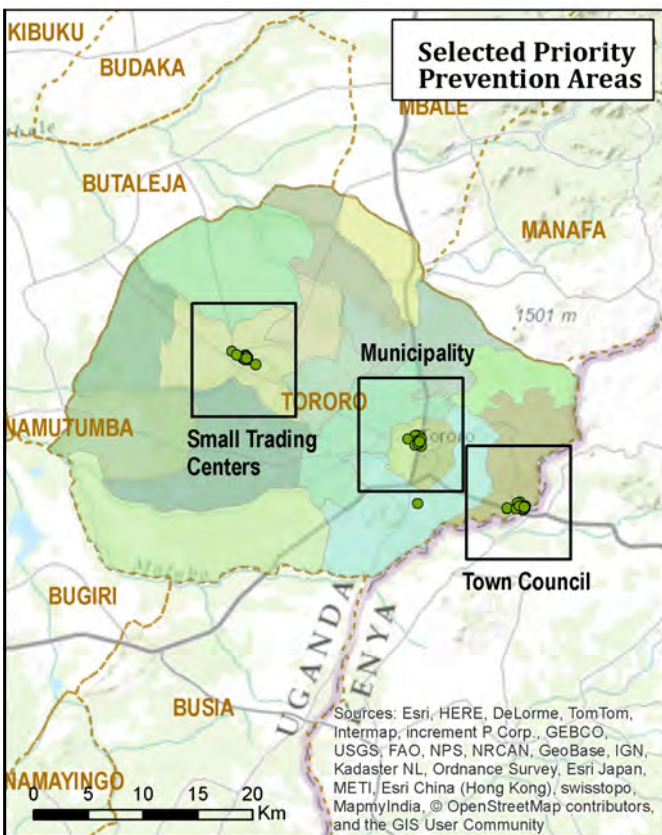 KIBUKU
BUDAKA
Selected Priority
Prevention Areas
MBALE
BUTALEJA
MANAFA
1501 m
Municipality
TORORO
Tororo
NAMUTUMBA
Small Trading
Centers
Town Council
BUGIRI
UGANDA
KENYA
BUSIA
NAMAYINGO
Sources: Esri, HERE, DeLorme, TomTom,
Intermap, increment P Corp., GEBCO,
USGS, FAO, NPS, NRCAN, GeoBase, IGN,
Kadaster NL, Ordnance Survey, Esri Japan,
METI, Esri China (Hong Kong), swisstopo,
MapmyIndia, © OpenStreetMap contributors,
and the GIS User Community
0 5 10 15 20
Km